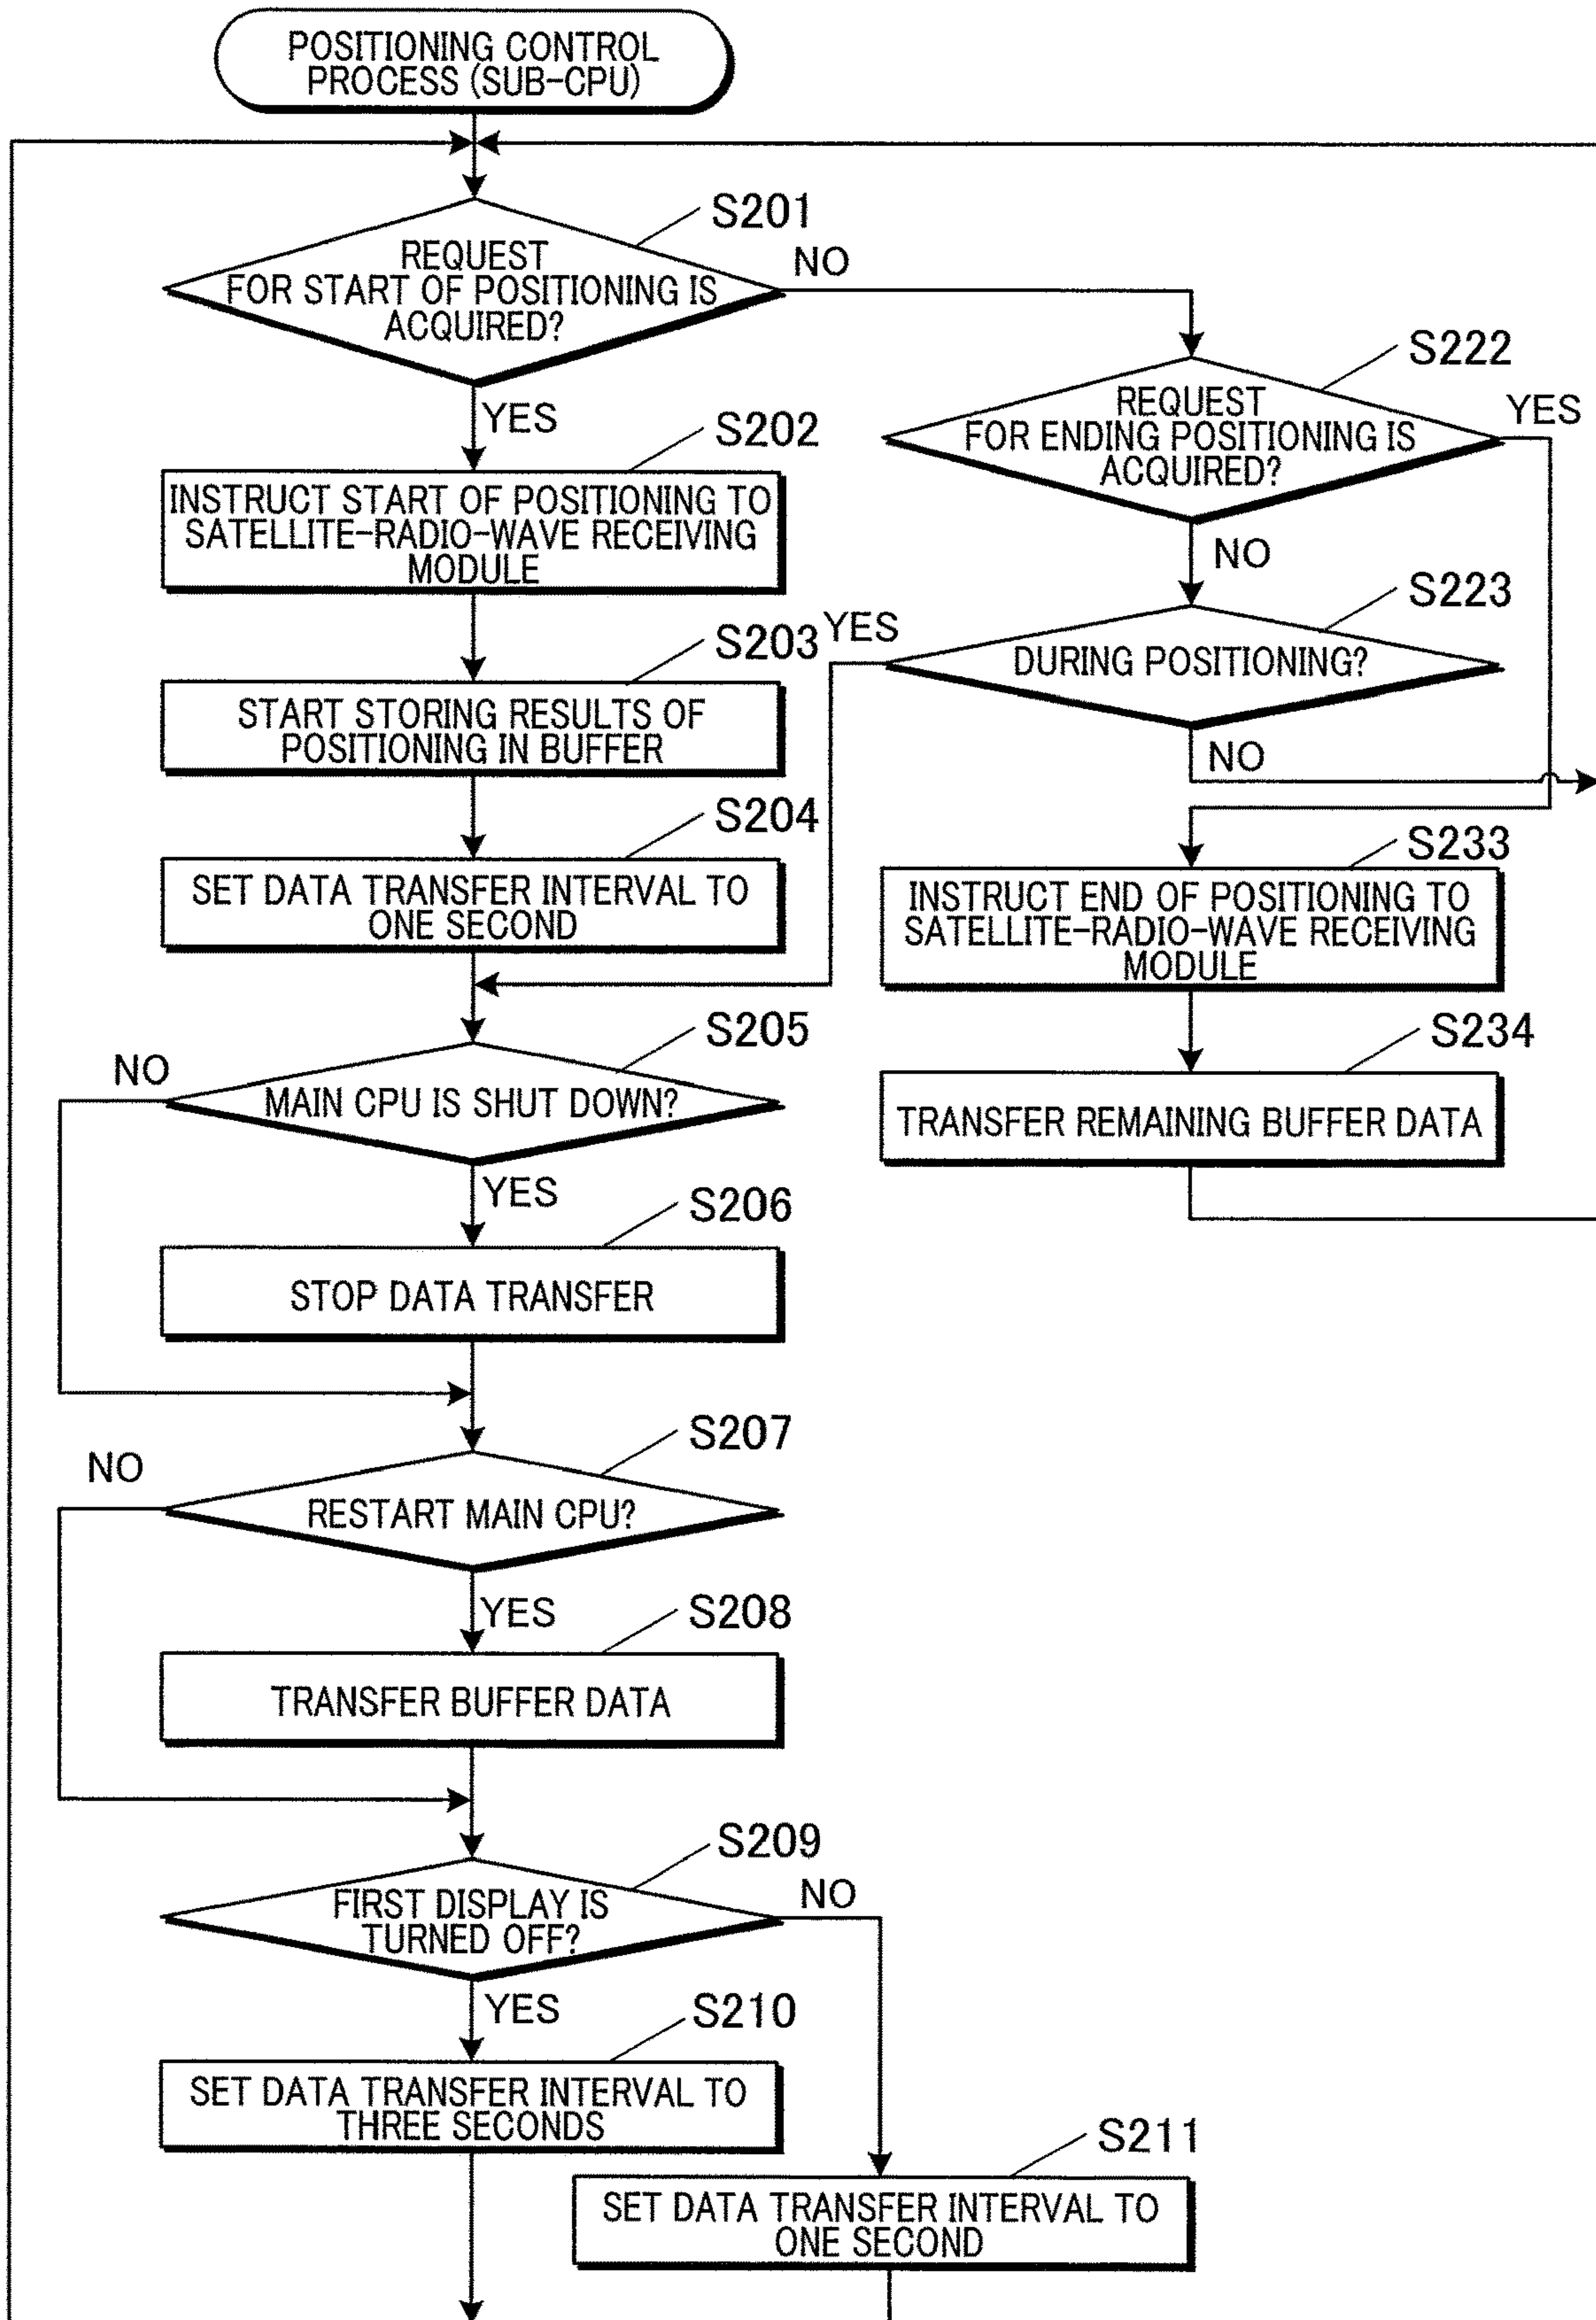 POSITIONING CONTROL
PROCESS (SUB-CPU)
S201
REQUEST
FOR START OF POSITIONING IS
ACQUIRED?
NO
YES
S222
REQUEST
FOR ENDING POSITIONING IS
ACQUIRED?
YES
NO
S202
INSTRUCT START OF POSITIONING TO
SATELLITE-RADIO-WAVE RECEIVING
MODULE
S223
YES
DURING POSITIONING?
NO
S203
START STORING RESULTS OF
POSITIONING IN BUFFER
S204
SET DATA TRANSFER INTERVAL TO
ONE SECOND
S233
INSTRUCT END OF POSITIONING TO
SATELLITE-RADIO-WAVE RECEIVING
MODULE
S205
NO
MAIN CPU IS SHUT DOWN?
YES
S234
TRANSFER REMAINING BUFFER DATA
S206
STOP DATA TRANSFER
S207
NO
RESTART MAIN CPU?
YES
S208
TRANSFER BUFFER DATA
S209
FIRST DISPLAY IS
TURNED OFF?
NO
YES
S210
SET DATA TRANSFER INTERVAL TO
THREE SECONDS
S211
SET DATA TRANSFER INTERVAL TO
ONE SECOND